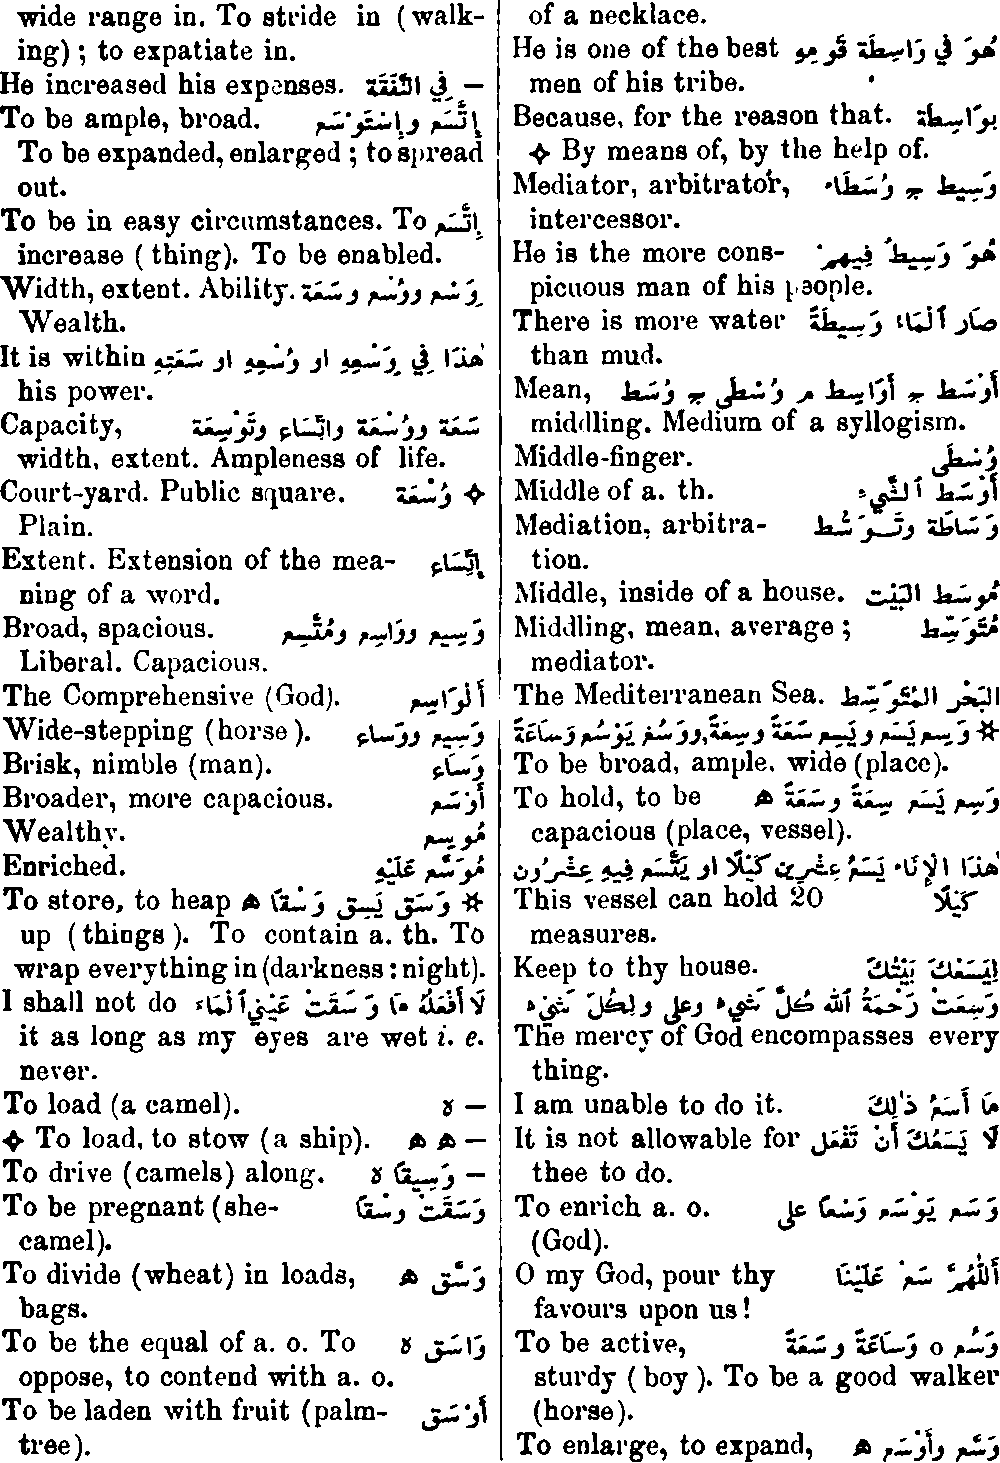 of a necklace.
He is one of the best هُوَ فِي وَاسِطَة قَومِهِ
men of his tribe.
Because, for the reason that. بِوَاسِطَة
✧ By means of, by the help of.
Mediator, arbitrator, وَسِيط ج وُسَطَاء
intercessor.
He is the more cons- هُوَ وَسِيطٌ فِيهِمْ
picuous man of his people.
There is more water صَار ٱلْمَاء وَسِيطَةً
than mud.
Mean, أَوْسَط ج أَوَاسِط م وُسْطَى ج وُسَط
middling. Medium of a syllogism.
Middle-finger. وُسْطَى
Middle of a. th. أَوْسَط ٱلشَّيْء
Mediation, arbitra- وَسَاطَة وتَـوَسُّط
tion.
Middle, inside of a house. مُوسَط البَيْت
Middling, mean, average ; مُتَوَسِّط
mediator.
The Mediterranean Sea. البَحْر المُتَوَسِّط
✲ وَسِع يَسَع ويَسِع سَعَة وسِعَةً, ووَسُع يَوْسُع وَسَاعَةً
To be broad, ample, wide (place).
To hold, to be وَسِع يَسَع سِعَةً وسَعَةً ه
capacious (place, vessel).
هٰذَا الإِنَاء يَسَعُ عِشْرِين كَيْلًا او يَتَّسِع فِيهِ عِشْرُون
This vessel can hold 20 كَيْلًا
measures.
Keep to thy house. لِيَسَعْكَ بَيْتُكَ
وَسِعَتْ رَحْمَةُ ٱللهِ كُلَّ شَيْء وعلى ولِكُلِّ شَيْء
The mercy of God encompasses every
thing.
I am unable to do it. مَا أَسَعُ ذٰلِكَ
It is not allowable for لَا يَسَعُكَ أَنْ تَفْعَل
thee to do.
To enrich a. o. وَسَع يَوْسَع وَسْعًا على
(God).
O my God, pour thy أَللّٰهُمَّ سَعْ عَلَيْنَا
favours upon us!
To be active, وَسُع o وَسَاعَةً وسَعَةً
sturdy ( boy ). To be a good walker
(horse).
To enlarge, to expand, وَسَّع وأَوْسَع ه
wide range in. To stride in ( walk-
ing) ; to expatiate in.
He increased his expenses. — فِي النَّفَقَة
To be ample, broad. إِتَّسَع وإِسْتَوْسَع
To be expanded, enlarged ; to spread
out.
To be in easy circumstances. To إِتَّسَع
increase ( thing). To be enabled.
Width, extent. Ability. وِسْع ووُسْع وسَعَة
Wealth.
It is within هٰذَا فِي وِسْعِهِ او وُسْعِهِ او سَعَتِهِ
his power.
Capacity, سَعَة ووُسْعَة واتِّسَاع وتَوْسِعَة
width, extent. Ampleness of life.
Court-yard. Public square. ✧ وُسْعَة
Plain.
Extent. Extension of the mea- إِتِّسَاع
ning of a word.
Broad, spacious. وَسِيع ووَاسِع ومُتَّسِع
Liberal. Capacious.
The Comprehensive (God). أَلْوَاسِع
Wide-stepping (horse ). وَسِيع ووَسَاع
Brisk, nimble (man). وَسَاع
Broader, more capacious. أَوْسَع
Wealthy. مُوسِع
Enriched. مُوَسَّع عَلَيْهِ
To store, to heap ✲ وَسَق يَسِق وَسْقًا ه
up ( things ). To contain a. th. To
wrap everything in (darkness : night).
I shall not do لَا أَفْعَلُهُ مَا وَسَقَتْ عَيْنِي ٱلْمَاء
it as long as my eyes are wet i. e.
never.
To load (a camel). — ه
✧ To load, to stow (a ship). — ه ه
To drive (camels) along. — وَسِيقًا ه
To be pregnant (she- وَسَقَتْ وسْقًا
camel).
To divide (wheat) in loads, وَسَّق ه
bags.
To be the equal of a. o. To وَاسَق ه
oppose, to contend with a. o.
To be laden with fruit (palm- أَوْسَق
tree).